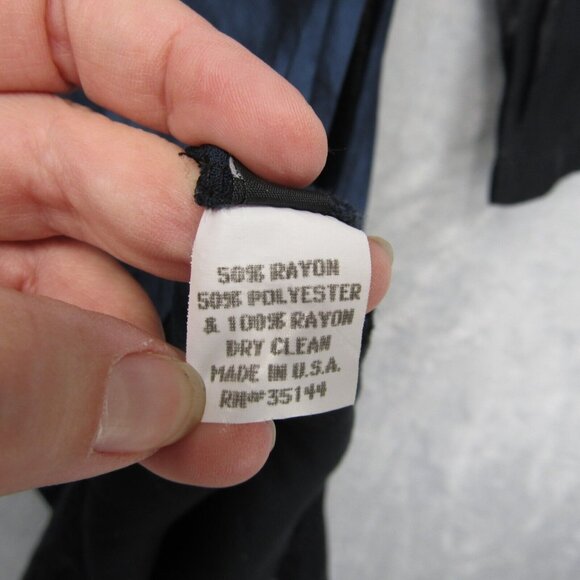 50% RAYON
50% POLYESTER
& 100% RAYON
DRY CLEAN
MADE IN U.S.A.
RN#35144